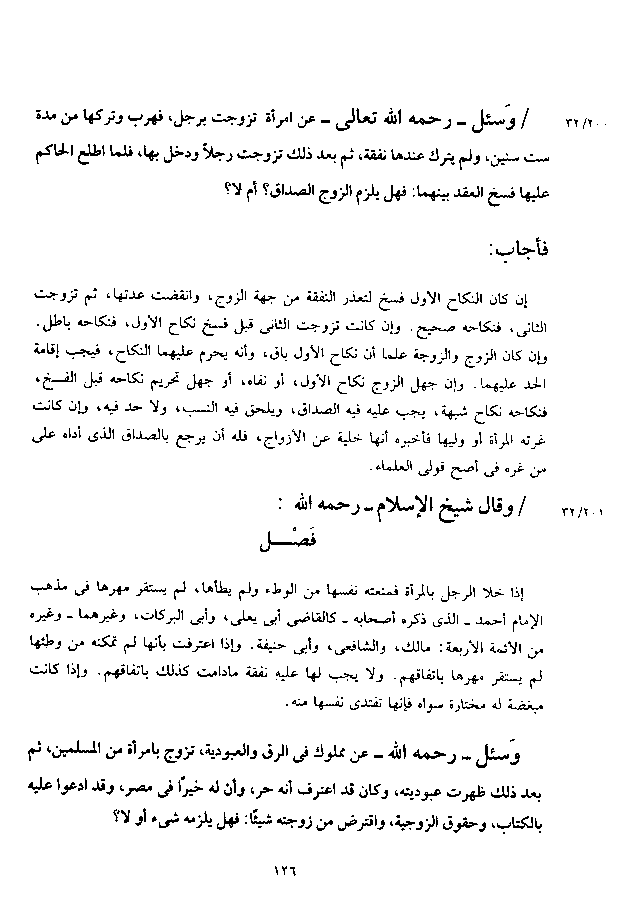 ٣٢/٢٠٠ / وَسئل ـ رحمه الله تعالى ـ عن امرأة تزوجت برجل، فهرب وتركها من مدة
ست سنين، ولم يترك عندها نفقة، ثم بعد ذلك تزوجت رجلاً ودخل بها، فلما اطلع الحاكم
عليها فسخ العقد بينهما: فهل يلزم الزوج الصداق؟ أم لا؟
فأجاب:
إن كان النكاح الأول فسخ لتعذر النفقة من جهة الزوج، وانقضت عدتها، ثم تزوجت
الثانى، فنكاحه صحيح. وإن كانت تزوجت الثانى قبل فسخ نكاح الأول، فنكاحه باطل.
وإن كان الزوج والزوجة علما أن نكاح الأول باق، وأنه يحرم عليهما النكاح، فيجب إقامة
الحد عليهما. وإن جهل الزوج نكاح الأول، أو نفاه، أو جهل تحريم نكاحه قبل الفسخ،
فنكاحه نكاح شبهة، يجب عليه فيه الصداق، ويلحق فيه النسب، ولا حد فيه، وإن كانت
غرته المرأة أو وليها فأخبره أنها خلية عن الأزواج، فله أن يرجع بالصداق الذى أداه على
من غره فى أصح قولى العلماء.
٣٢/٢٠١ / وقال شيخ الإسلام ـ رحمه الله :
فَصْــل
إذا خلا الرجل بالمرأة فمنعته نفسها من الوطء ولم يطأها، لم يستقر مهرها فى مذهب
الإمام أحمد ـ الذى ذكره أصحابه ـ كالقاضى أبى يعلى، وأبى البركات، وغيرهما ـ وغيره
من الأئمة الأربعة: مالك، والشافعى، وأبى حنيفة. وإذا اعترفت بأنها لم تمكنه من وطئها
لم يستقر مهرها باتفاقهم. ولا يجب لها عليه نفقة مادامت كذلك باتفاقهم. وإذا كانت
مبغضة له مختارة سواه فإنها تفتدى نفسها منه.
وَسئل ـ رحمه الله ـ عن مملوك فى الرق والعبودية، تزوج بامرأة من المسلمين، ثم
بعد ذلك ظهرت عبوديته، وكان قد اعترف أنه حر، وأن له خيرًا فى مصر، وقد ادعوا عليه
بالكتاب، وحقوق الزوجية، واقترض من زوجته شيئًا: فهل يلزمه شىء أو لا؟
١٢٦